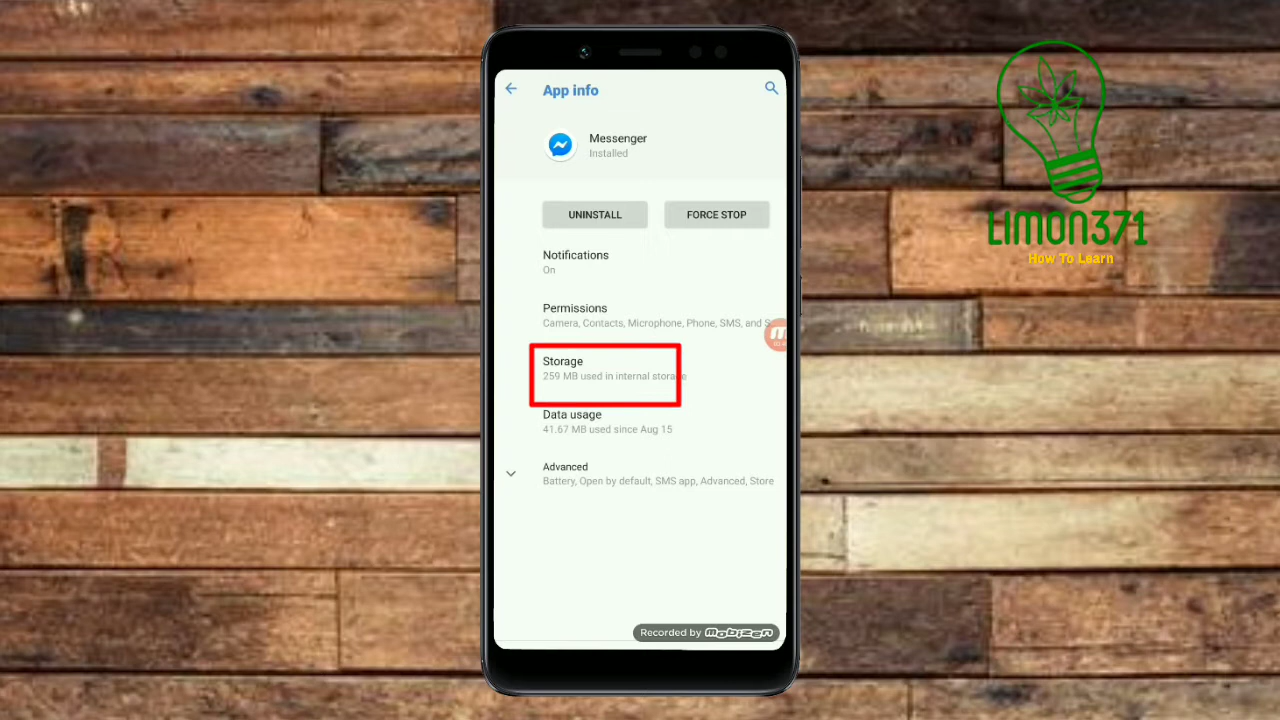 App info
Messenger
Installed
UNINSTALL
FORCE STOP
Notifications
On
Permissions
Camera, Contacts, Microphone, Phone, SMS, and S
Storage
259 MB used in internal storage
Data usage
41.67 MB used since Aug 15
Advanced
Battery, Open by default, SMS app, Advanced, Store
Recorded by mobizen
LIMON371
How To Learn